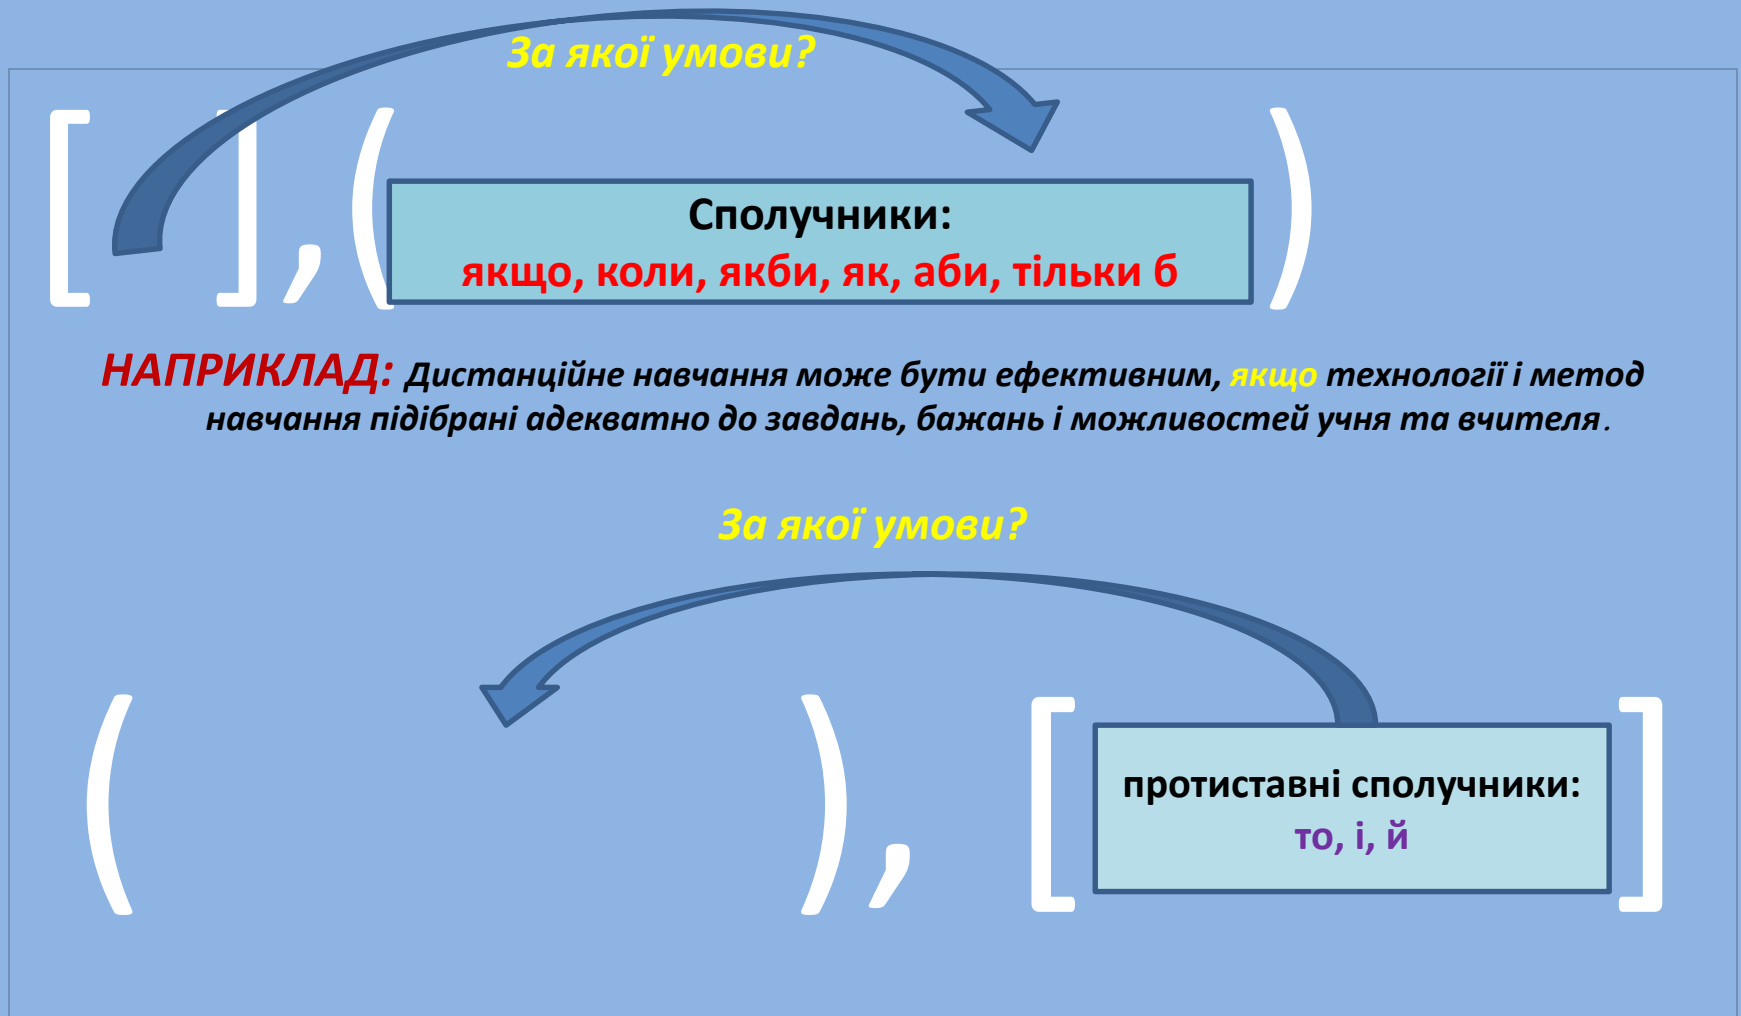 За якої умови?
[ ],( )
Сполучники:
якщо, коли, якби, як, аби, тільки б
НАПРИКЛАД: Дистанційне навчання може бути ефективним, якщо технології і метод
навчання підібрані адекватно до завдань, бажань і можливостей учня та вчителя.
За якої умови?
( ), [ ]
протиставні сполучники:
то, і, й